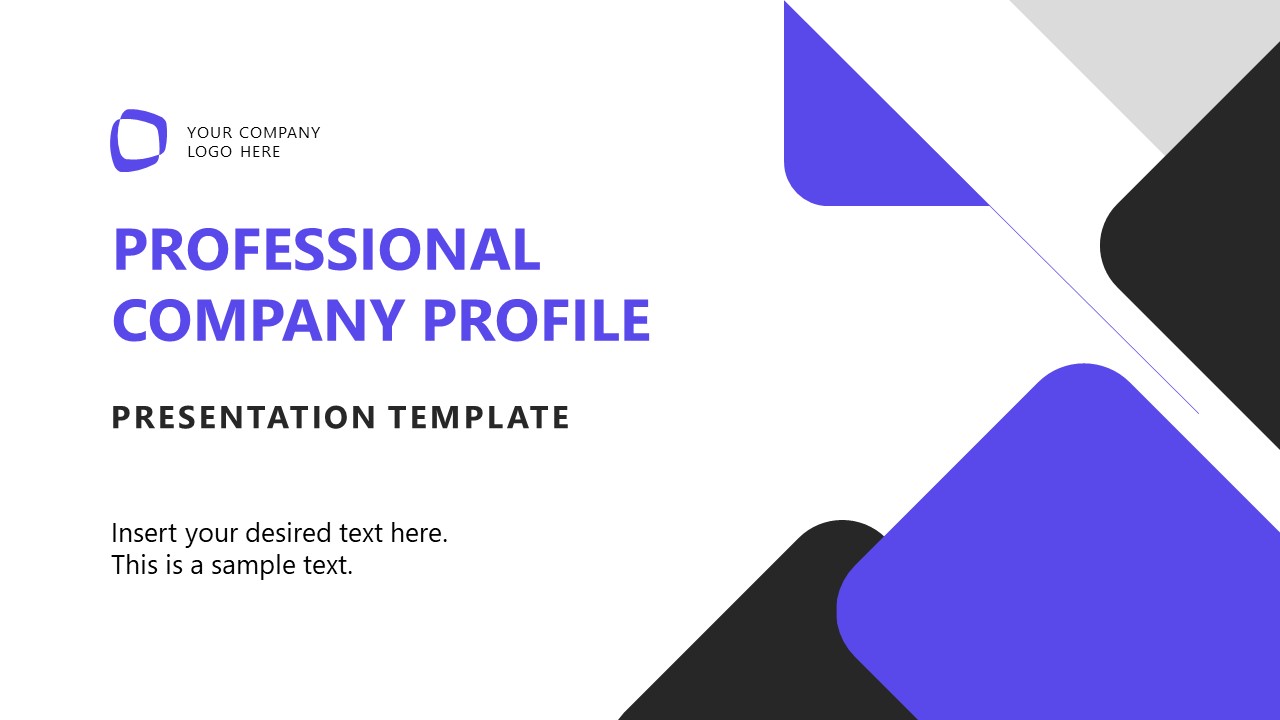 YOUR COMPANY
LOGO HERE
PROFESSIONAL
COMPANY PROFILE
PRESENTATION TEMPLATE
Insert your desired text here.
This is a sample text.